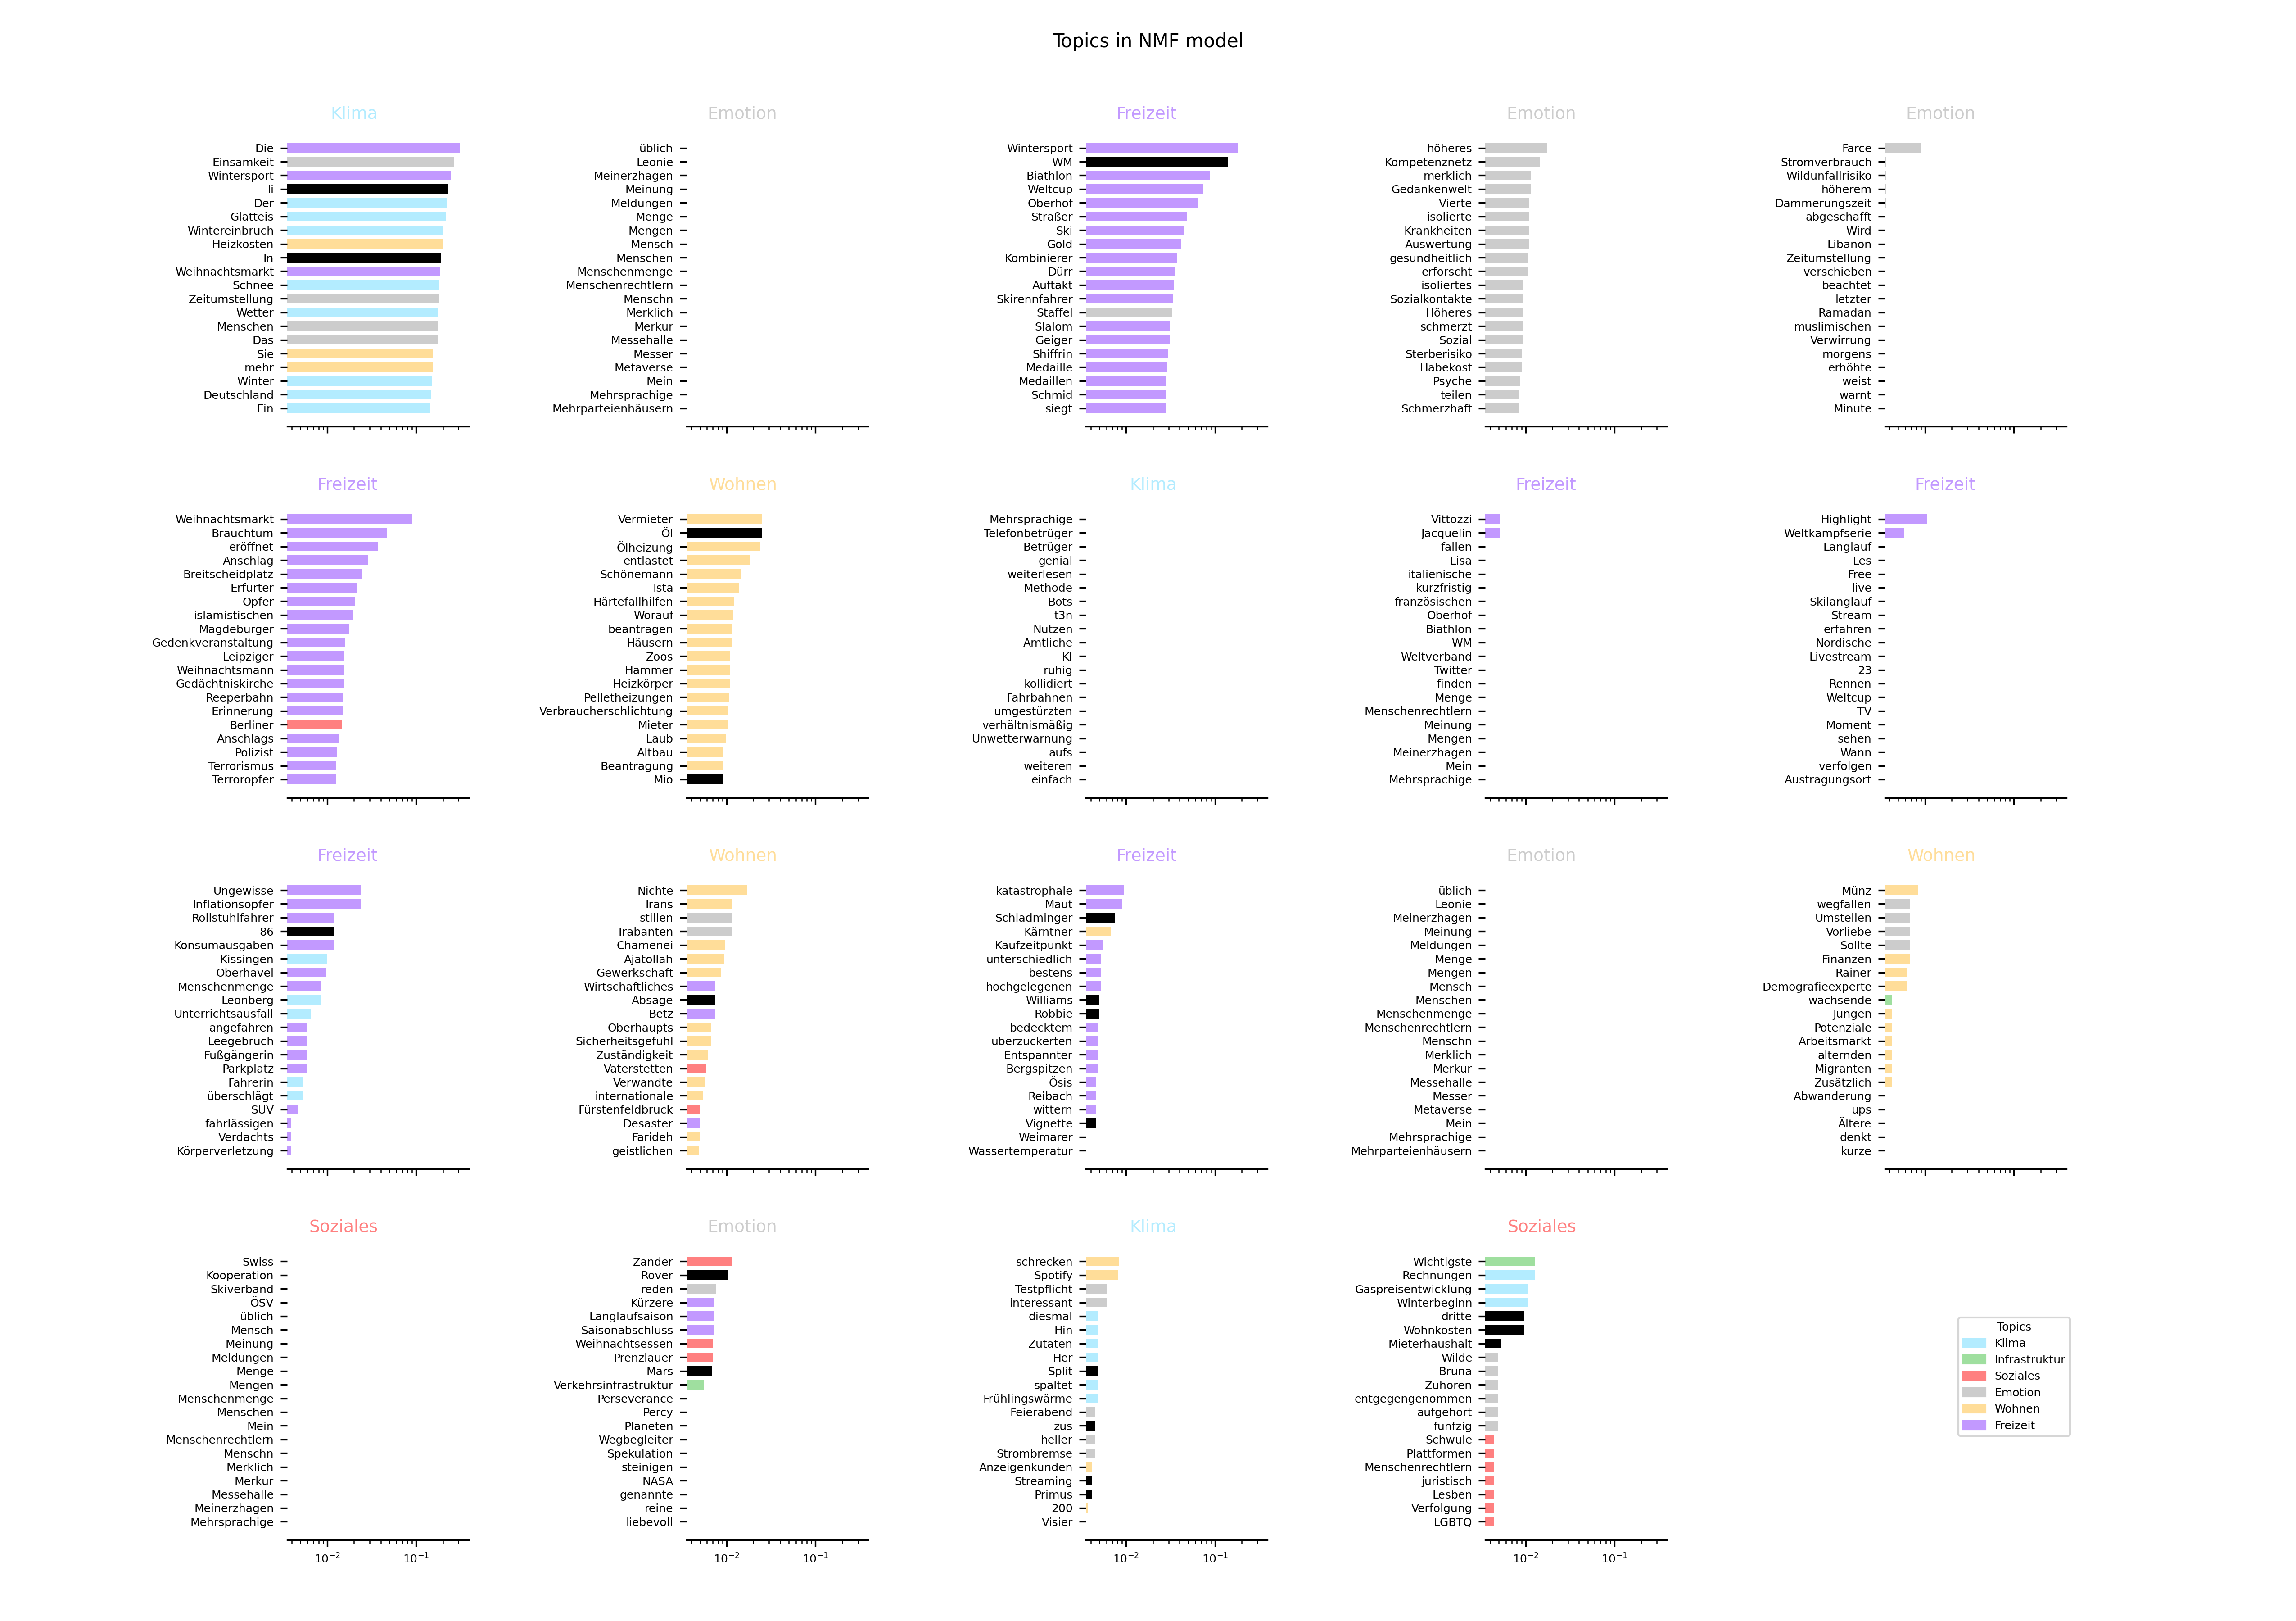 Topics in NMF model
Klima
Die
Einsamkeit
Wintersport
li
Der
Glatteis
Wintereinbruch
Heizkosten
In
Weihnachtsmarkt
Schnee
Zeitumstellung
Wetter
Menschen
Das
Sie
mehr
Winter
Deutschland
Ein
Emotion
üblich
Leonie
Meinerzhagen
Meinung
Meldungen
Menge
Mengen
Mensch
Menschen
Menschenmenge
Menschenrechtlern
Menschn
Merklich
Merkur
Messehalle
Messer
Metaverse
Mein
Mehrsprachige
Mehrparteienhäusern
Freizeit
Wintersport
WM
Biathlon
Weltcup
Oberhof
Straßer
Ski
Gold
Kombinierer
Dürr
Auftakt
Skirennfahrer
Staffel
Slalom
Geiger
Shiffrin
Medaille
Medaillen
Schmid
siegt
Emotion
höheres
Kompetenznetz
merklich
Gedankenwelt
Vierte
isolierte
Krankheiten
Auswertung
gesundheitlich
erforscht
isoliertes
Sozialkontakte
Höheres
schmerzt
Sozial
Sterberisiko
Habekost
Psyche
teilen
Schmerzhaft
Emotion
Farce
Stromverbrauch
Wildunfallrisiko
höherem
Dämmerungszeit
abgeschafft
Wird
Libanon
Zeitumstellung
verschieben
beachtet
letzter
Ramadan
muslimischen
Verwirrung
morgens
erhöhte
weist
warnt
Minute
Freizeit
Weihnachtsmarkt
Brauchtum
eröffnet
Anschlag
Breitscheidplatz
Erfurter
Opfer
islamistischen
Magdeburger
Gedenkveranstaltung
Leipziger
Weihnachtsmann
Gedächtniskirche
Reeperbahn
Erinnerung
Berliner
Anschlags
Polizist
Terrorismus
Terroropfer
Wohnen
Vermieter
Öl
Ölheizung
entlastet
Schönemann
Ista
Härtefallhilfen
Worauf
beantragen
Häusern
Zoos
Hammer
Heizkörper
Pelletheizungen
Verbraucherschlichtung
Mieter
Laub
Altbau
Beantragung
Mio
Klima
Mehrsprachige
Telefonbetrüger
Betrüger
genial
weiterlesen
Methode
Bots
t3n
Nutzen
Amtliche
KI
ruhig
kollidiert
Fahrbahnen
umgestürzten
verhältnismäßig
Unwetterwarnung
aufs
weiteren
einfach
Freizeit
Vittozzi
Jacquelin
fallen
Lisa
italienische
kurzfristig
französischen
Oberhof
Biathlon
WM
Weltverband
Twitter
finden
Menge
Menschenrechtlern
Meinung
Mengen
Meinerzhagen
Mein
Mehrsprachige
Freizeit
Highlight
Weltkampfserie
Langlauf
Les
Free
live
Skilanglauf
Stream
erfahren
Nordische
Livestream
23
Rennen
Weltcup
TV
Moment
sehen
Wann
verfolgen
Austragungsort
Freizeit
Ungewisse
Inflationsopfer
Rollstuhlfahrer
86
Konsumausgaben
Kissingen
Oberhavel
Menschenmenge
Leonberg
Unterrichtsausfall
angefahren
Leegebruch
Fußgängerin
Parkplatz
Fahrerin
überschlägt
SUV
fahrlässigen
Verdachts
Körperverletzung
Wohnen
Nichte
Irans
stillen
Trabanten
Chamenei
Ajatollah
Gewerkschaft
Wirtschaftliches
Absage
Betz
Oberhaupts
Sicherheitsgefühl
Zuständigkeit
Vaterstetten
Verwandte
internationale
Fürstenfeldbruck
Desaster
Farideh
geistlichen
Freizeit
katastrophale
Maut
Schladminger
Kärntner
Kaufzeitpunkt
unterschiedlich
bestens
hochgelegenen
Williams
Robbie
bedecktem
überzuckerten
Entspannter
Bergspitzen
Ösis
Reibach
wittern
Vignette
Weimarer
Wassertemperatur
Emotion
üblich
Leonie
Meinerzhagen
Meinung
Meldungen
Menge
Mengen
Mensch
Menschen
Menschenmenge
Menschenrechtlern
Menschn
Merklich
Merkur
Messehalle
Messer
Metaverse
Mein
Mehrsprachige
Mehrparteienhäusern
Wohnen
Münz
wegfallen
Umstellen
Vorliebe
Sollte
Finanzen
Rainer
Demografieexperte
wachsende
Jungen
Potenziale
Arbeitsmarkt
alternden
Migranten
Zusätzlich
Abwanderung
ups
Ältere
denkt
kurze
Soziales
Swiss
Kooperation
Skiverband
ÖSV
üblich
Mensch
Meinung
Meldungen
Menge
Mengen
Menschenmenge
Menschen
Mein
Menschenrechtlern
Menschn
Merklich
Merkur
Messehalle
Meinerzhagen
Mehrsprachige
10⁻² 10⁻¹
Emotion
Zander
Rover
reden
Kürzere
Langlaufsaison
Saisonabschluss
Weihnachtsessen
Prenzlauer
Mars
Verkehrsinfrastruktur
Perseverance
Percy
Planeten
Wegbegleiter
Spekulation
steinigen
NASA
genannte
reine
liebevoll
10⁻² 10⁻¹
Klima
schrecken
Spotify
Testpflicht
interessant
diesmal
Hin
Zutaten
Her
Split
spaltet
Frühlingswärme
Feierabend
zus
heller
Strombremse
Anzeigenkunden
Streaming
Primus
200
Visier
10⁻² 10⁻¹
Soziales
Wichtigste
Rechnungen
Gaspreisentwicklung
Winterbeginn
dritte
Wohnkosten
Mieterhaushalt
Wilde
Bruna
Zuhören
entgegengenommen
aufgehört
fünfzig
Schwule
Plattformen
Menschenrechtlern
juristisch
Lesben
Verfolgung
LGBTQ
10⁻² 10⁻¹
Topics
Klima
Infrastruktur
Soziales
Emotion
Wohnen
Freizeit